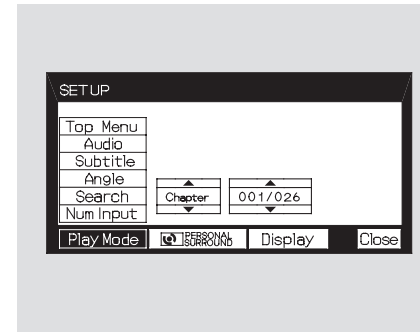 SETUP
Top Menu
Audio
Subtitle
Angle
Search
Num Input
Chapter
001/026
Play Mode
PERSONAL
SURROUND
Display
Close